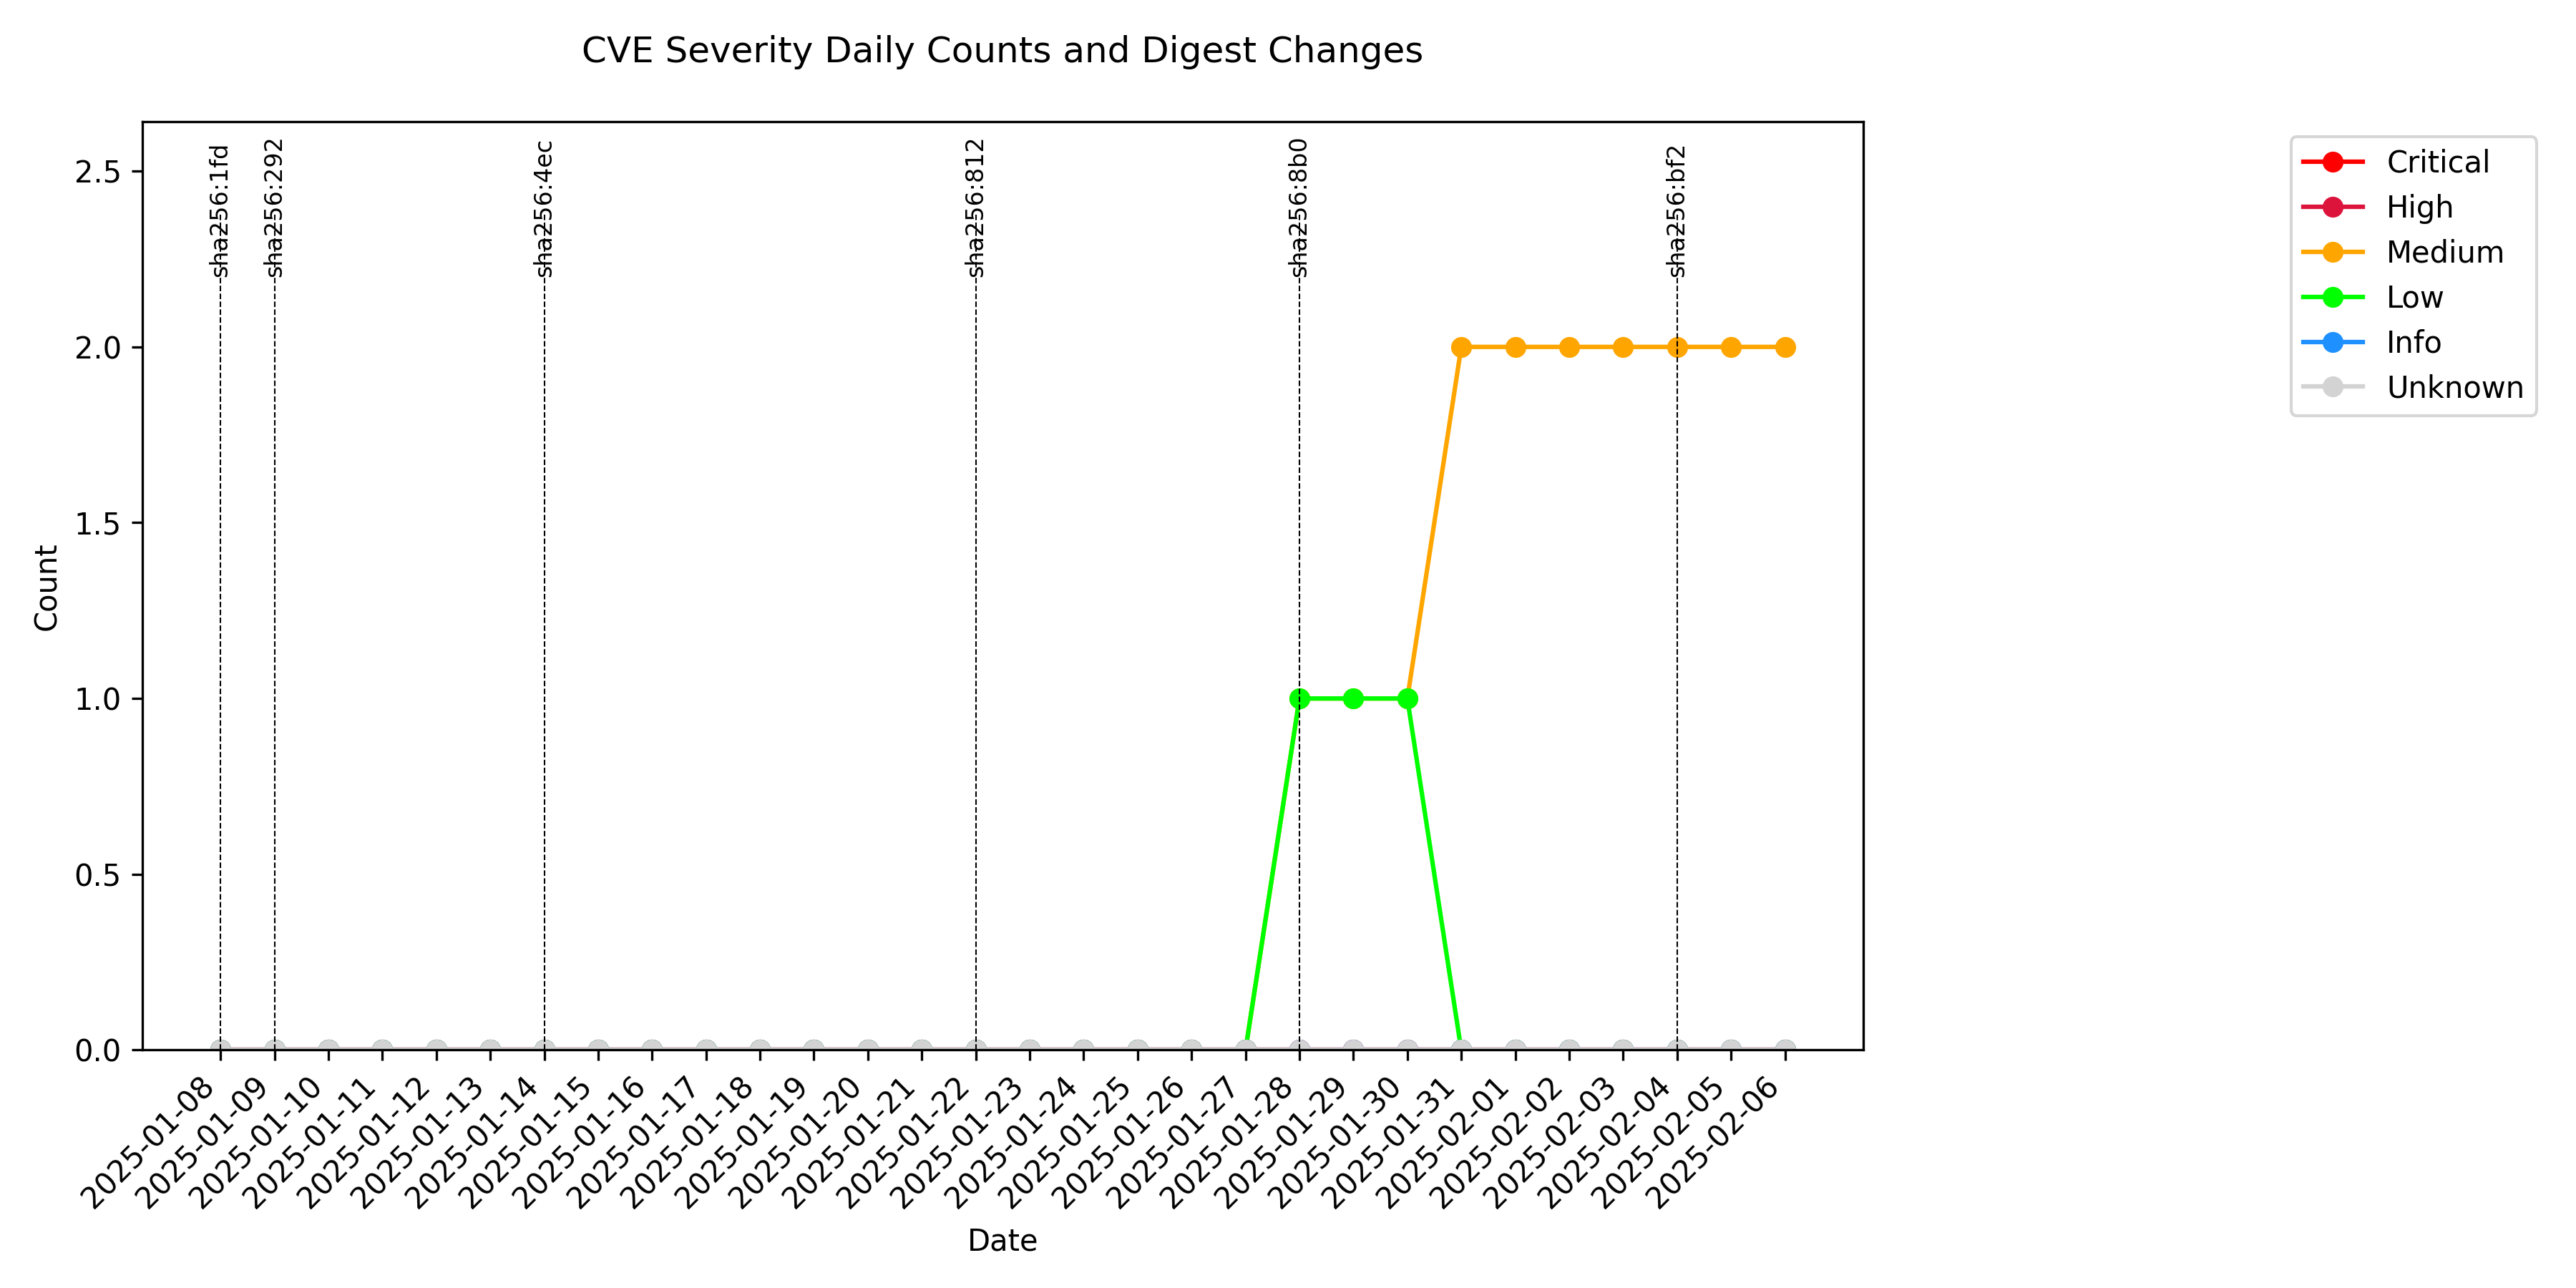 CVE Severity Daily Counts and Digest Changes
sha256:1fd
sha256:292
sha256:4ec
sha256:812
sha256:8b0
sha256:bf2
Critical
High
Medium
Low
Info
Unknown
2.5
2.0
1.5
1.0
0.5
0.0
Count
2025-01-08
2025-01-09
2025-01-10
2025-01-11
2025-01-12
2025-01-13
2025-01-14
2025-01-15
2025-01-16
2025-01-17
2025-01-18
2025-01-19
2025-01-20
2025-01-21
2025-01-22
2025-01-23
2025-01-24
2025-01-25
2025-01-26
2025-01-27
2025-01-28
2025-01-29
2025-01-30
2025-01-31
2025-02-01
2025-02-02
2025-02-03
2025-02-04
2025-02-05
2025-02-06
Date